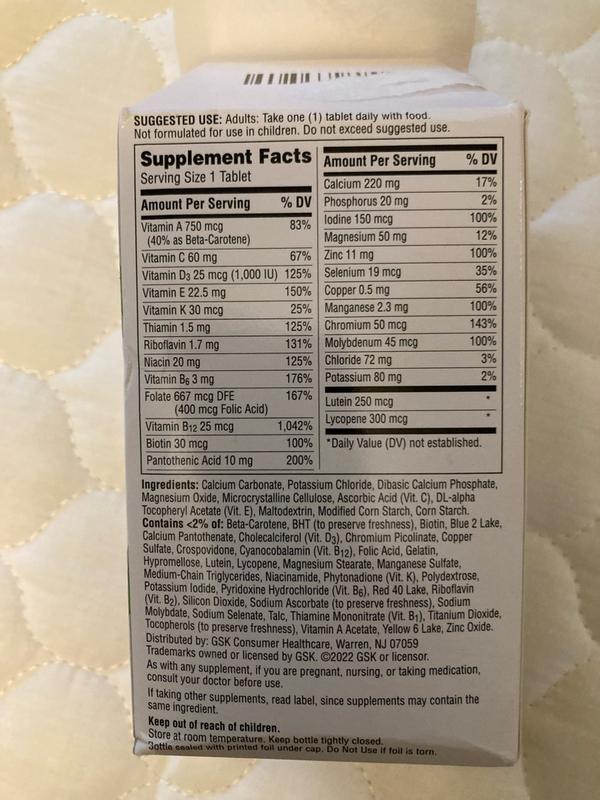 SUGGESTED USE: Adults: Take one (1) tablet daily with food.
Not formulated for use in children. Do not exceed suggested use.
Supplement Facts
Serving Size 1 Tablet
Amount Per Serving % DV
Vitamin A 750 mcg 83%
(40% as Beta-Carotene)
Vitamin C 60 mg 67%
Vitamin D3 25 mcg (1,000 IU) 125%
Vitamin E 22.5 mg 150%
Vitamin K 30 mcg 25%
Thiamin 1.5 mg 125%
Riboflavin 1.7 mg 131%
Niacin 20 mg 125%
Vitamin B6 3 mg 176%
Folate 667 mcg DFE 167%
(400 mcg Folic Acid)
Vitamin B12 25 mcg 1,042%
Biotin 30 mcg 100%
Pantothenic Acid 10 mg 200%
Amount Per Serving % DV
Calcium 220 mg 17%
Phosphorus 20 mg 2%
Iodine 150 mcg 100%
Magnesium 50 mg 12%
Zinc 11 mg 100%
Selenium 19 mcg 35%
Copper 0.5 mg 56%
Manganese 2.3 mg 100%
Chromium 50 mcg 143%
Molybdenum 45 mcg 100%
Chloride 72 mg 3%
Potassium 80 mg 2%
Lutein 250 mcg *
Lycopene 300 mcg *
*Daily Value (DV) not established.
Ingredients: Calcium Carbonate, Potassium Chloride, Dibasic Calcium Phosphate,
Magnesium Oxide, Microcrystalline Cellulose, Ascorbic Acid (Vit. C), DL-alpha
Tocopheryl Acetate (Vit. E), Maltodextrin, Modified Corn Starch, Corn Starch.
Contains <2% of: Beta-Carotene, BHT (to preserve freshness), Biotin, Blue 2 Lake,
Calcium Pantothenate, Cholecalciferol (Vit. D3), Chromium Picolinate, Copper
Sulfate, Crospovidone, Cyanocobalamin (Vit. B12), Folic Acid, Gelatin,
Hypromellose, Lutein, Lycopene, Magnesium Stearate, Manganese Sulfate,
Medium-Chain Triglycerides, Niacinamide, Phytonadione (Vit. K), Polydextrose,
Potassium Iodide, Pyridoxine Hydrochloride (Vit. B6), Red 40 Lake, Riboflavin
(Vit. B2), Silicon Dioxide, Sodium Ascorbate (to preserve freshness), Sodium
Molybdate, Sodium Selenate, Talc, Thiamine Mononitrate (Vit. B1), Titanium Dioxide,
Tocopherols (to preserve freshness), Vitamin A Acetate, Yellow 6 Lake, Zinc Oxide.
Distributed by: GSK Consumer Healthcare, Warren, NJ 07059
Trademarks owned or licensed by GSK. ©2022 GSK or licensor.
As with any supplement, if you are pregnant, nursing, or taking medication,
consult your doctor before use.
If taking other supplements, read label, since supplements may contain the
same ingredient.
Keep out of reach of children.
Store at room temperature. Keep bottle tightly closed.
Bottle sealed with printed foil under cap. Do Not Use if foil is torn.